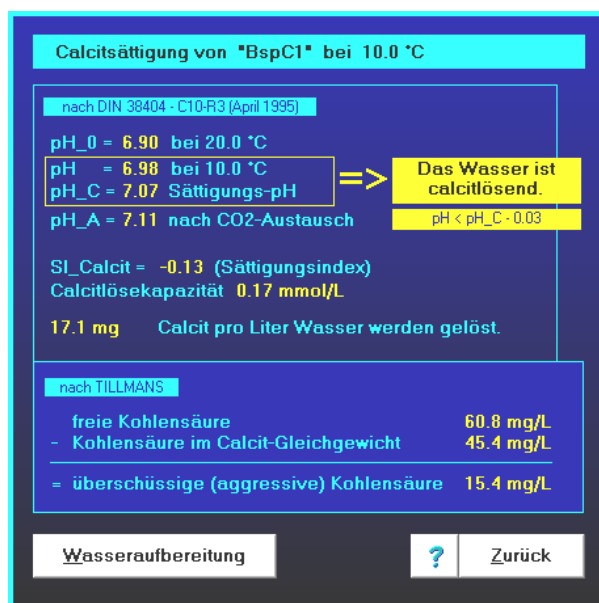 Calcitsättigung von "BspC1" bei 10.0 °C
nach DIN 38404 - C10-R3 (April 1995)
pH_0 = 6.90 bei 20.0 °C
pH = 6.98 bei 10.0 °C
pH_C = 7.07 Sättigungs-pH
=> Das Wasser ist
calcitlösend.
pH_A = 7.11 nach CO2-Austausch
pH < pH_C - 0.03
SI_Calcit = -0.13 (Sättigungsindex)
Calcitlösekapazität 0.17 mmol/L
17.1 mg Calcit pro Liter Wasser werden gelöst.
nach TILLMANS
freie Kohlensäure 60.8 mg/L
- Kohlensäure im Calcit-Gleichgewicht 45.4 mg/L
= überschüssige (aggressive) Kohlensäure 15.4 mg/L
Wasseraufbereitung
?
Zurück